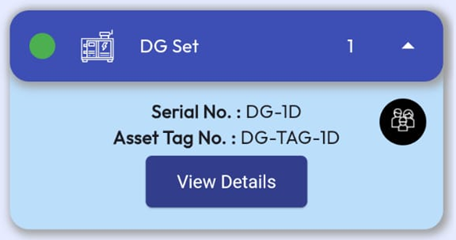 DG Set 1
Serial No. : DG-1D
Asset Tag No. : DG-TAG-1D
View Details